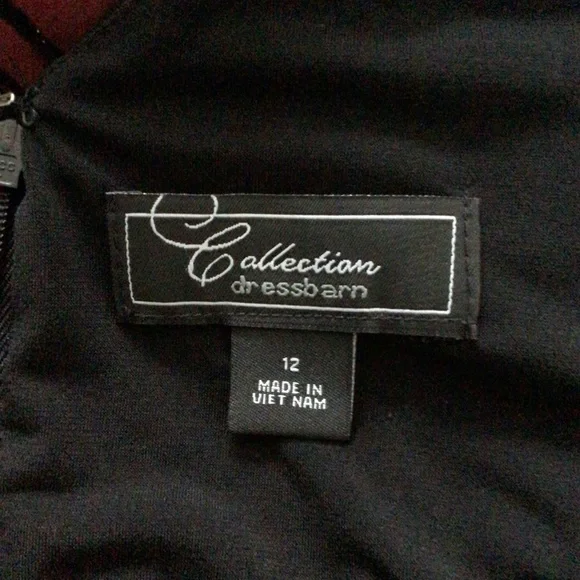 Collection
dressbarn
12
MADE IN
VIET NAM